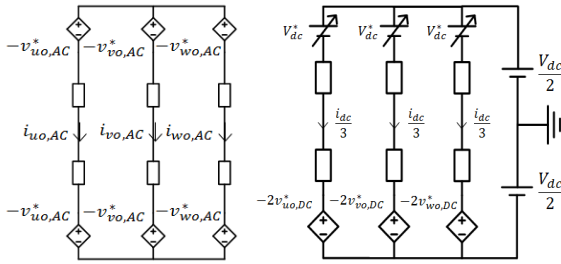 −v*uo,AC −v*vo,AC −v*wo,AC
iuo,AC ivo,AC iwo,AC
−v*uo,AC −v*vo,AC −v*wo,AC
V*dc V*dc V*dc
Vdc/2
idc/3 idc/3 idc/3
Vdc/2
−2v*uo,DC −2v*vo,DC −2v*wo,DC